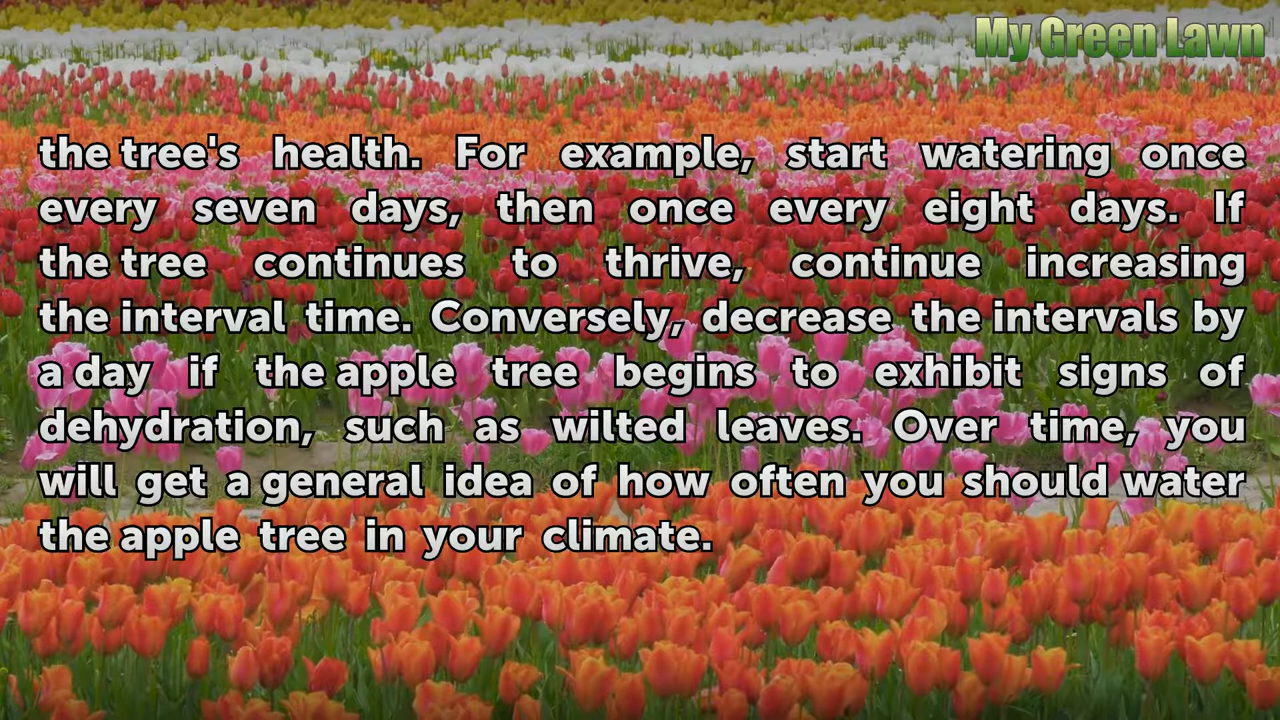 My Green Lawn
the tree's health. For example, start watering once
every seven days, then once every eight days. If
the tree continues to thrive, continue increasing
the interval time. Conversely, decrease the intervals by
a day if the apple tree begins to exhibit signs of
dehydration, such as wilted leaves. Over time, you
will get a general idea of how often you should water
the apple tree in your climate.